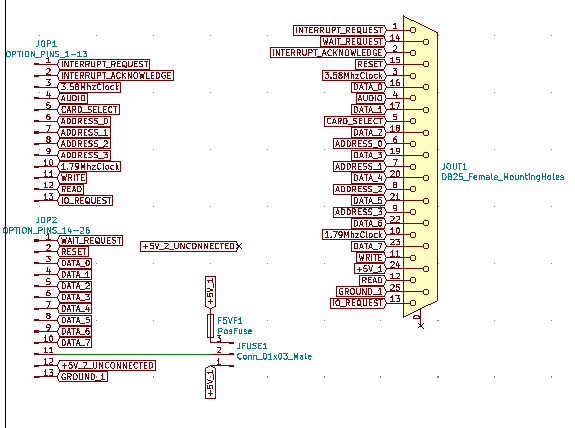 JOP1
OPTION_PINS_1-13
1 INTERRUPT_REQUEST
2 INTERRUPT_ACKNOWLEDGE
3 3.58MhzClock
4 AUDIO
5 CARD_SELECT
6 ADDRESS_0
7 ADDRESS_1
8 ADDRESS_2
9 ADDRESS_3
10 1.79MhzClock
11 WRITE
12 READ
13 IO_REQUEST
JOP2
OPTION_PINS_14-26
1 WAIT_REQUEST
2 RESET
3 DATA_0
4 DATA_1
5 DATA_2
6 DATA_3
7 DATA_4
8 DATA_5
9 DATA_6
10 DATA_7
11
12 +5V_2_UNCONNECTED
13 GROUND_1
+5V_2_UNCONNECTED
+5V_1
F5VF1
PosFuse
3
2
1
JFUSE1
Conn_01x03_Male
+5V_1
INTERRUPT_REQUEST 1
WAIT_REQUEST 14
INTERRUPT_ACKNOWLEDGE 2
RESET 15
3.58MhzClock 3
DATA_0 16
AUDIO 4
DATA_1 17
CARD_SELECT 5
DATA_2 18
ADDRESS_0 6
DATA_3 19
ADDRESS_1 7
DATA_4 20
ADDRESS_2 8
DATA_5 21
ADDRESS_3 9
DATA_6 22
1.79MhzClock 10
DATA_7 23
WRITE 11
+5V_1 24
READ 12
GROUND_1 25
IO_REQUEST 13
0
JOUT1
DB25_Female_MountingHoles